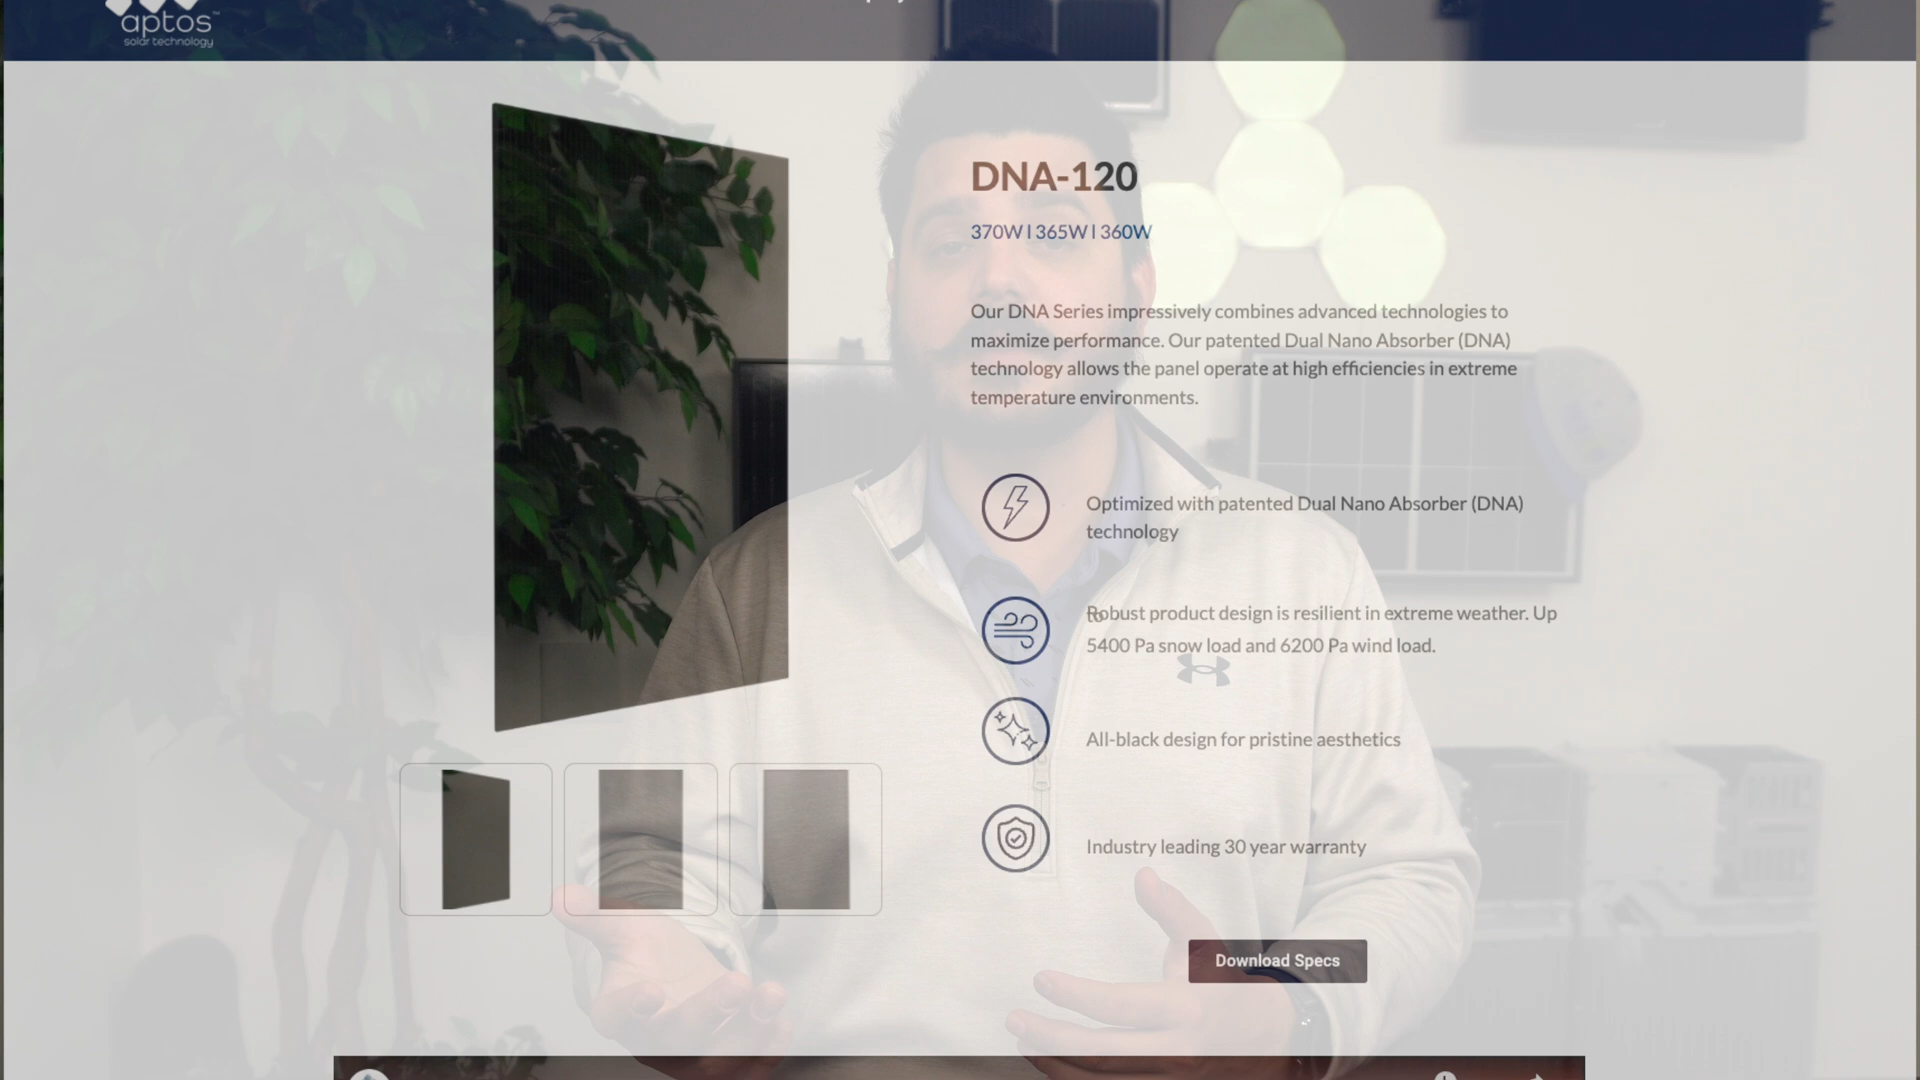 aptos™
solar technology
DNA-120
370W | 365W | 360W
Our DNA Series impressively combines advanced technologies to
maximize performance. Our patented Dual Nano Absorber (DNA)
technology allows the panel operate at high efficiencies in extreme
temperature environments.
Optimized with patented Dual Nano Absorber (DNA)
technology
Robust product design is resilient in extreme weather. Up
to
5400 Pa snow load and 6200 Pa wind load.
All-black design for pristine aesthetics
Industry leading 30 year warranty
Download Specs